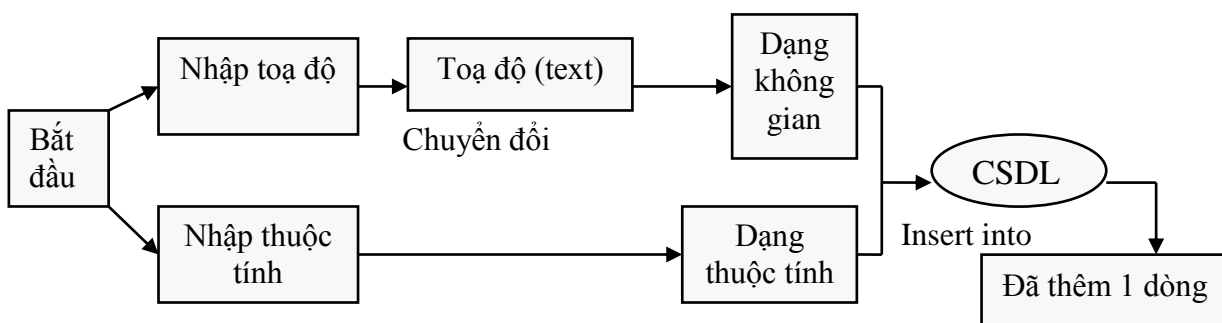 Bắt
đầu
Nhập toạ độ
Toạ độ (text)
Chuyển đổi
Dạng
không
gian
Nhập thuộc
tính
Dạng
thuộc tính
CSDL
Insert into
Đã thêm 1 dòng